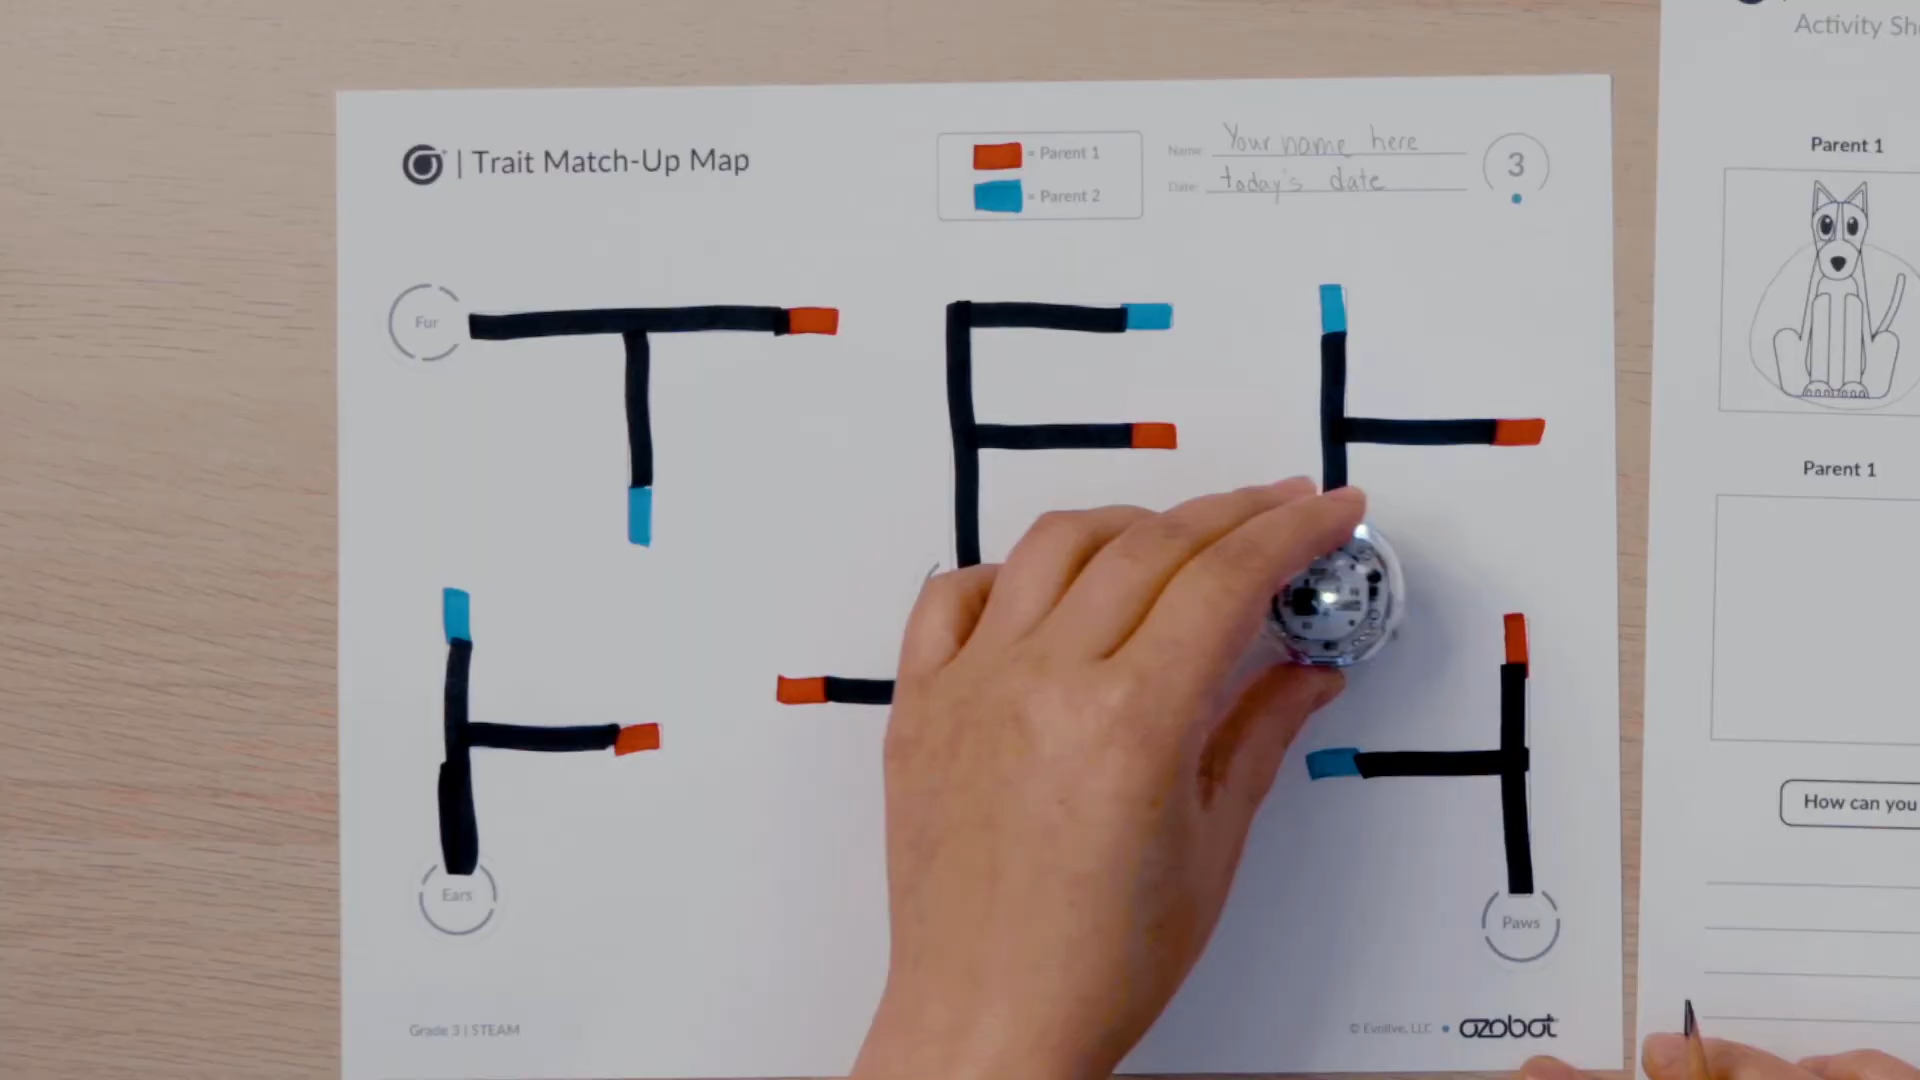 | Trait Match-Up Map
= Parent 1
= Parent 2
Name: Your name here
Date: today's date
3
Fur
Ears
Paws
Grade 3 | STEAM
© Evollve, LLC • ozobot
Activity
Parent 1
Parent 1
How can you